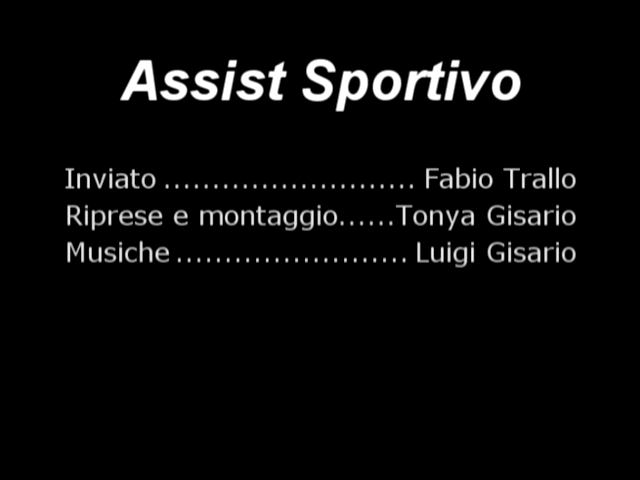 Assist Sportivo
Inviato .......................... Fabio Trallo
Riprese e montaggio......Tonya Gisario
Musiche ........................ Luigi Gisario